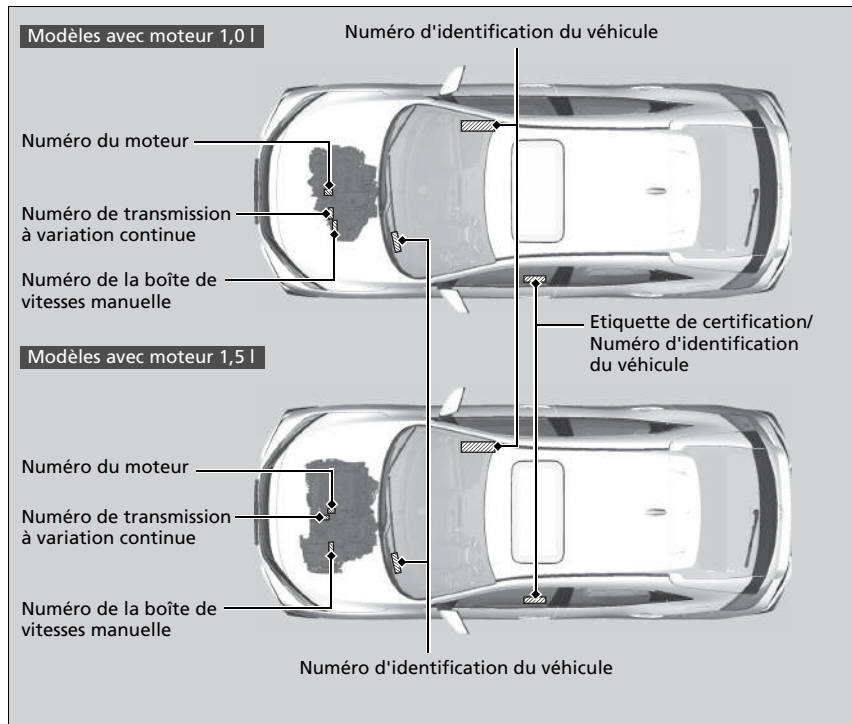 Modèles avec moteur 1,0 l
Numéro d'identification du véhicule
Numéro du moteur
Numéro de transmission
à variation continue
Numéro de la boîte de
vitesses manuelle
Etiquette de certification/
Numéro d'identification
du véhicule
Modèles avec moteur 1,5 l
Numéro du moteur
Numéro de transmission
à variation continue
Numéro de la boîte de
vitesses manuelle
Numéro d'identification du véhicule